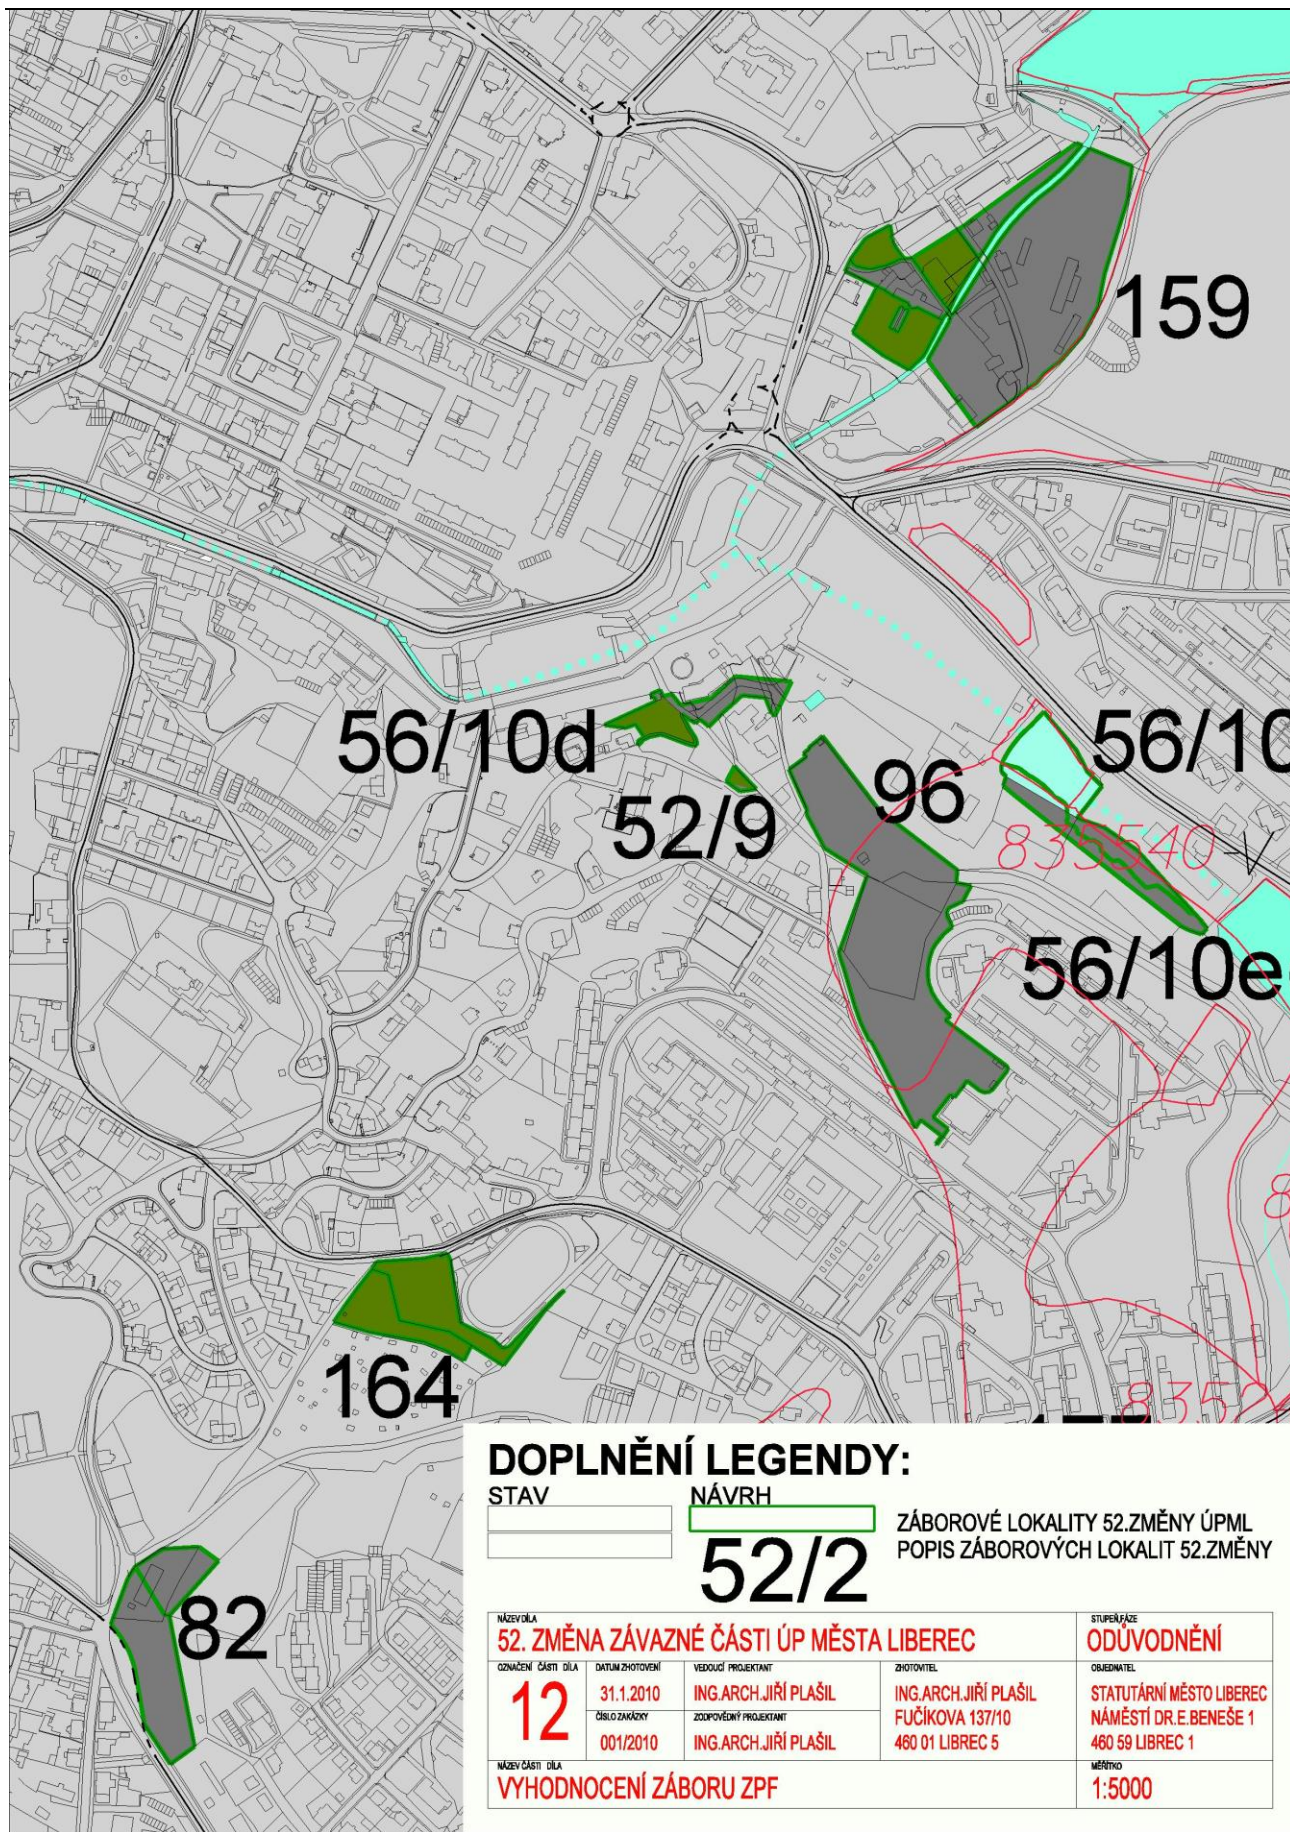 159
56/10d
56/10
96
52/9
835540
56/10e
164
835
82
DOPLNĚNÍ LEGENDY:
STAV
NÁVRH
ZÁBOROVÉ LOKALITY 52.ZMĚNY ÚPML
52/2
POPIS ZÁBOROVÝCH LOKALIT 52.ZMĚNY
NÁZEV DÍLA
52. ZMĚNA ZÁVAZNÉ ČÁSTI ÚP MĚSTA LIBEREC
STUPEŇ/FÁZE
ODŮVODNĚNÍ
OZNAČENÍ ČÁSTI DÍLA
12
DATUM ZHOTOVENÍ
31.1.2010
ČÍSLO ZAKÁZKY
001/2010
VEDOUCÍ PROJEKTANT
ING.ARCH.JIŘÍ PLAŠIL
ZODPOVĚDNÝ PROJEKTANT
ING.ARCH.JIŘÍ PLAŠIL
ZHOTOVITEL
ING.ARCH.JIŘÍ PLAŠIL
FUČÍKOVA 137/10
460 01 LIBREC 5
OBJEDNATEL
STATUTÁRNÍ MĚSTO LIBEREC
NÁMĚSTÍ DR.E.BENEŠE 1
460 59 LIBREC 1
NÁZEV ČÁSTI DÍLA
VYHODNOCENÍ ZÁBORU ZPF
MĚŘÍTKO
1:5000